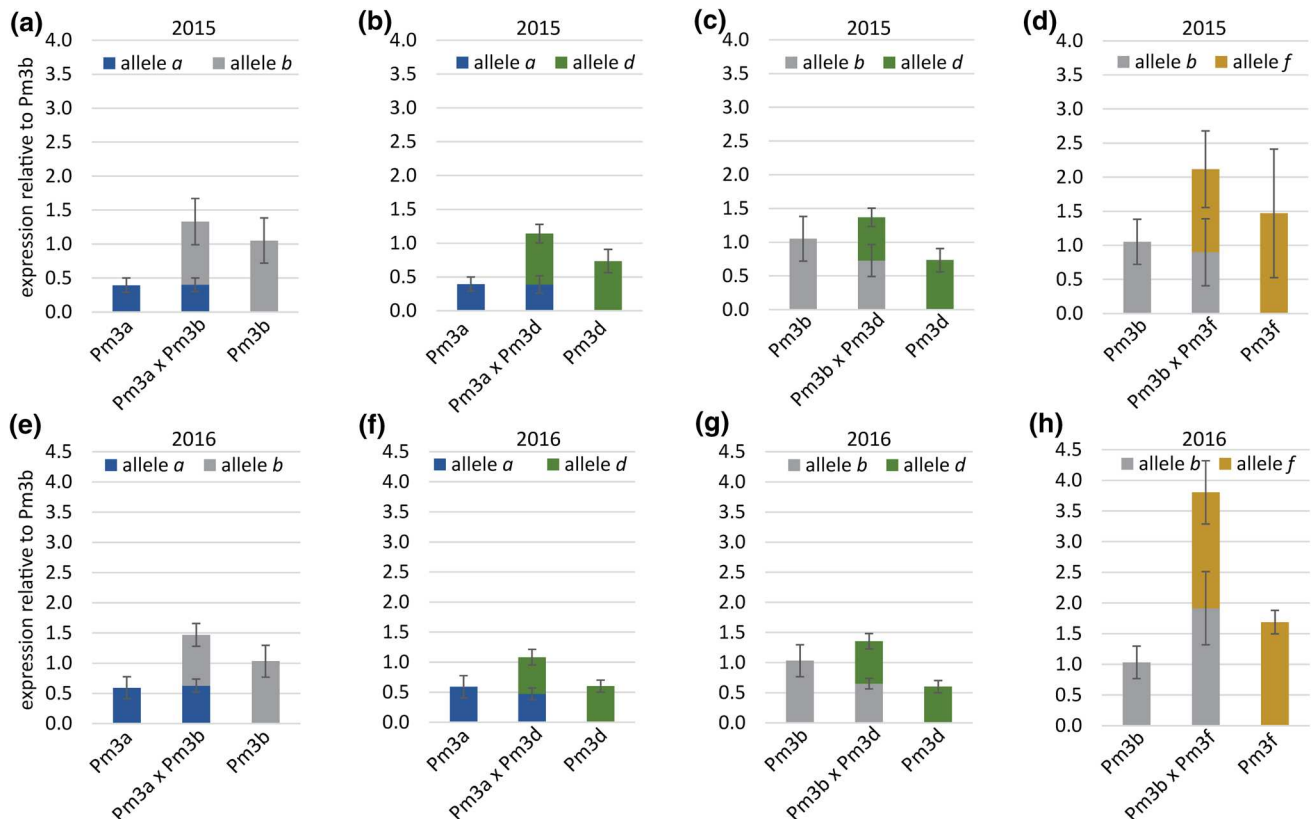 (a)
2015
allele a
allele b
expression relative to Pm3b
4.0
3.5
3.0
2.5
2.0
1.5
1.0
0.5
0.0
Pm3a
Pm3a x Pm3b
Pm3b
(b)
2015
allele a
allele d
4.0
3.5
3.0
2.5
2.0
1.5
1.0
0.5
0.0
Pm3a
Pm3a x Pm3d
Pm3d
(c)
2015
allele b
allele d
4.0
3.5
3.0
2.5
2.0
1.5
1.0
0.5
0.0
Pm3b
Pm3b x Pm3d
Pm3d
(d)
2015
allele b
allele f
4.0
3.5
3.0
2.5
2.0
1.5
1.0
0.5
0.0
Pm3b
Pm3b x Pm3f
Pm3f
(e)
2016
allele a
allele b
expression relative to Pm3b
4.5
4.0
3.5
3.0
2.5
2.0
1.5
1.0
0.5
0.0
Pm3a
Pm3a x Pm3b
Pm3b
(f)
2016
allele a
allele d
4.5
4.0
3.5
3.0
2.5
2.0
1.5
1.0
0.5
0.0
Pm3a
Pm3a x Pm3d
Pm3d
(g)
2016
allele b
allele d
4.5
4.0
3.5
3.0
2.5
2.0
1.5
1.0
0.5
0.0
Pm3b
Pm3b x Pm3d
Pm3d
(h)
2016
allele b
allele f
4.5
4.0
3.5
3.0
2.5
2.0
1.5
1.0
0.5
0.0
Pm3b
Pm3b x Pm3f
Pm3f